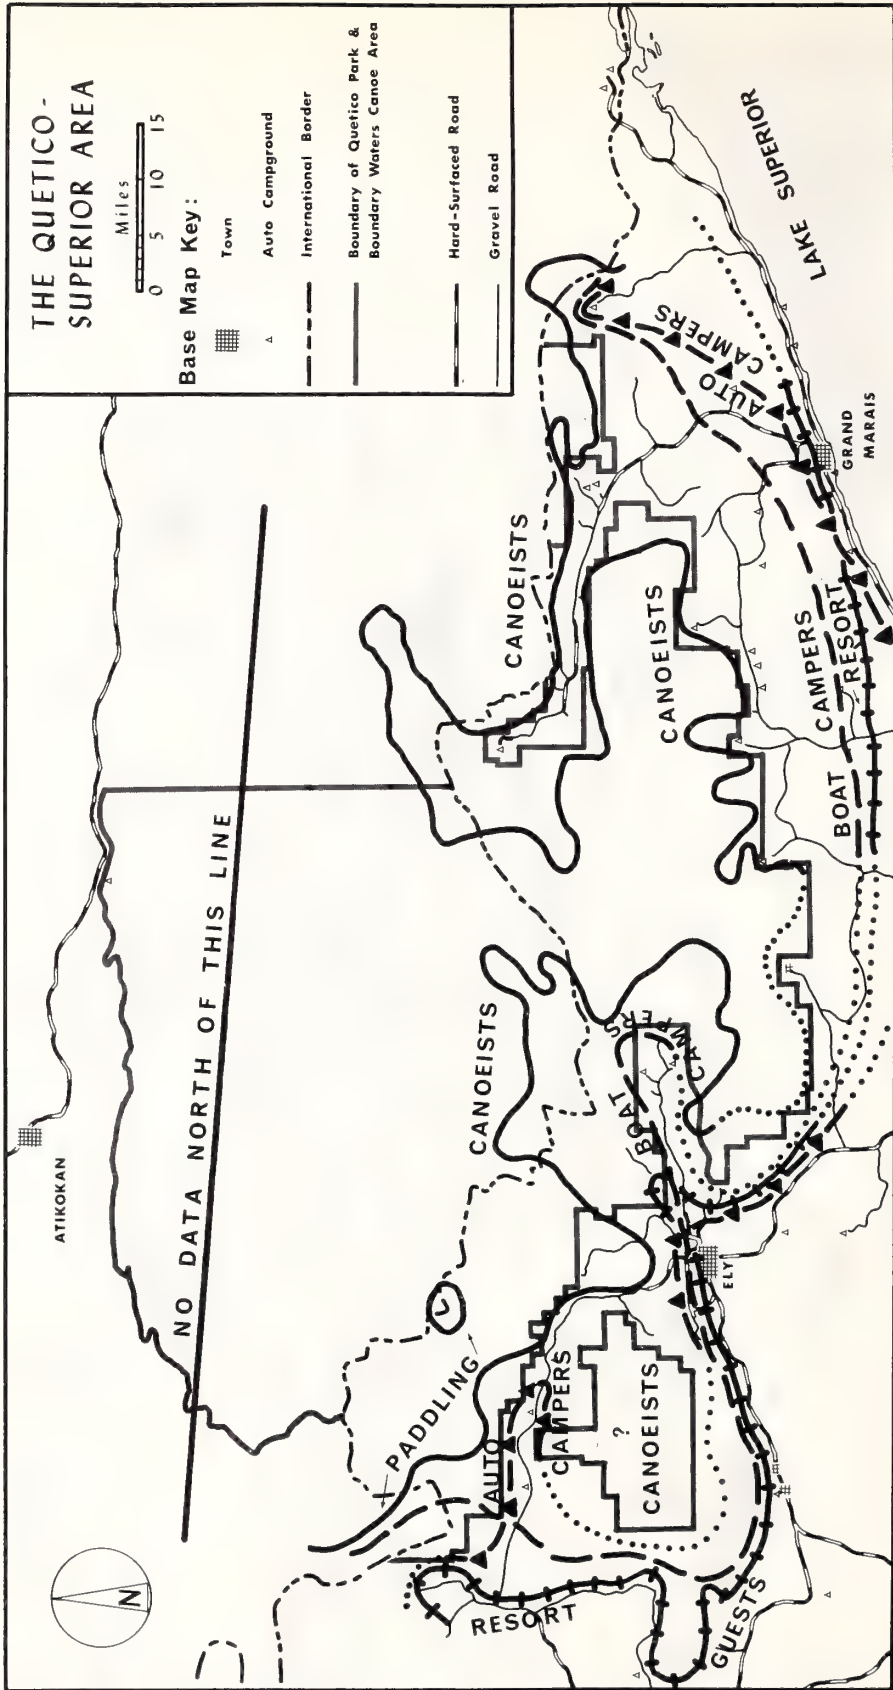 THE QUETICO-
SUPERIOR AREA
Miles
0 5 10 15
Base Map Key:
Town
Auto Campground
International Border
Boundary of Quetico Park &
Boundary Waters Canoe Area
Hard-Surfaced Road
Gravel Road
ATIKOKAN
NO DATA NORTH OF THIS LINE
N
PADDLING
CANOEISTS
CANOEISTS
CANOEISTS
AUTO
CAMPERS
?
CANOEISTS
BOAT
CAMPERS
ELY
RESORT
GUESTS
BOAT CAMPERS
RESORT
AUTO
CAMPERS
GRAND
MARAIS
LAKE SUPERIOR